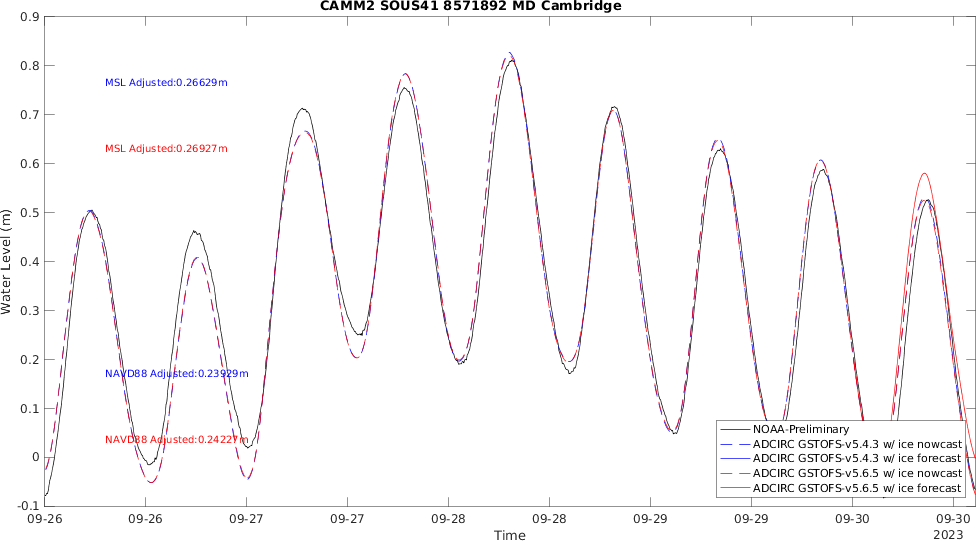 CAMM2 SOUS41 8571892 MD Cambridge
0.9
0.8
0.7
0.6
0.5
0.4
0.3
0.2
0.1
0
-0.1
Water Level (m)
MSL Adjusted:0.26629m
MSL Adjusted:0.26927m
NAVD88 Adjusted:0.23929m
NAVD88 Adjusted:0.24227m
NOAA-Preliminary
ADCIRC GSTOFS-v5.4.3 w/ ice nowcast
ADCIRC GSTOFS-v5.4.3 w/ ice forecast
ADCIRC GSTOFS-v5.6.5 w/ ice nowcast
ADCIRC GSTOFS-v5.6.5 w/ ice forecast
09-26 09-26 09-27 09-27 09-28 09-28 09-29 09-29 09-30 09-30
Time
2023